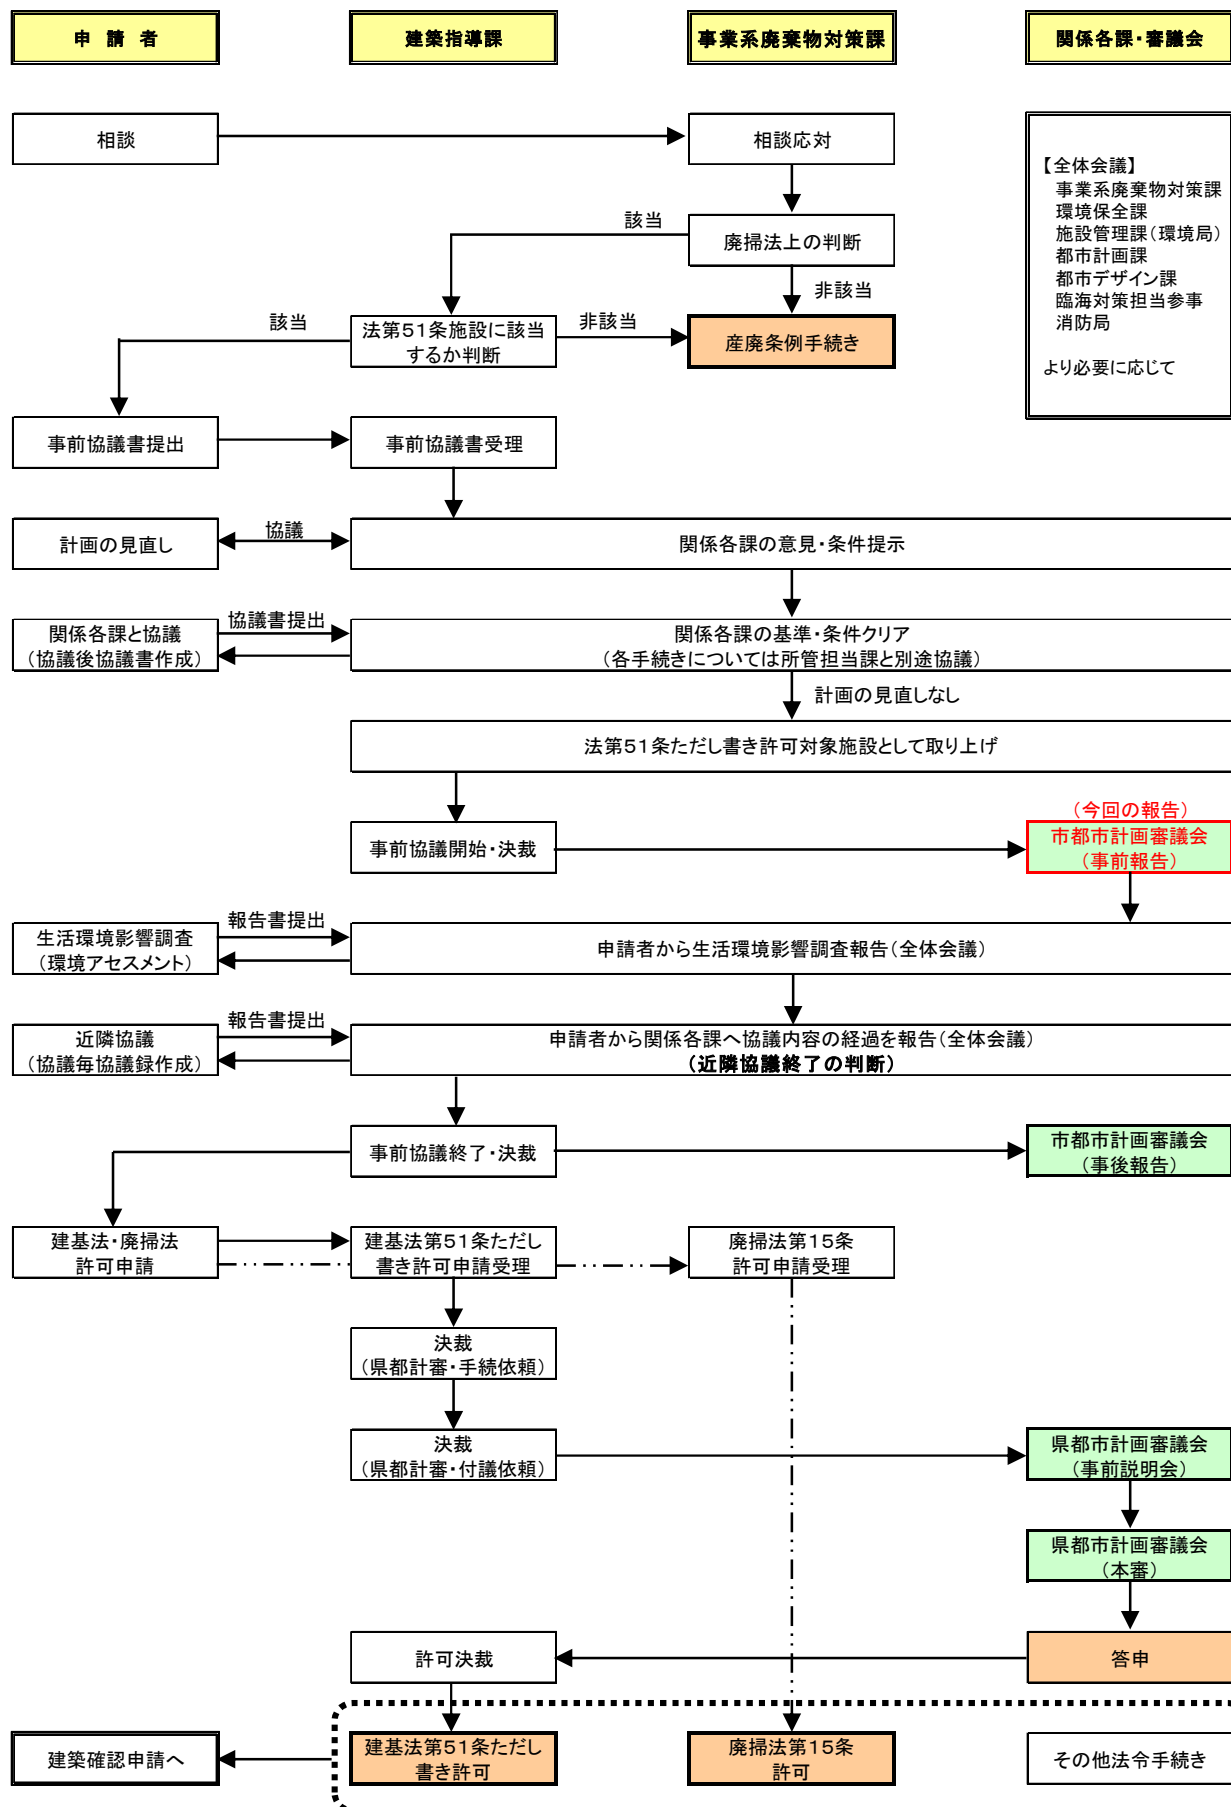 申　請　者
建築指導課
事業系廃棄物対策課
関係各課・審議会
相談
相談応対
【全体会議】
事業系廃棄物対策課
環境保全課
施設管理課（環境局）
都市計画課
都市デザイン課
臨海対策担当参事
消防局
より必要に応じて
該当
廃掃法上の判断
非該当
該当
法第51条施設に該当
するか判断
非該当
産廃条例手続き
事前協議書提出
事前協議書受理
計画の見直し
協議
関係各課の意見・条件提示
関係各課と協議
（協議後協議書作成）
協議書提出
関係各課の基準・条件クリア
（各手続きについては所管担当課と別途協議）
計画の見直しなし
法第51条ただし書き許可対象施設として取り上げ
事前協議開始・決裁
（今回の報告）
市都市計画審議会
（事前報告）
生活環境影響調査
（環境アセスメント）
報告書提出
申請者から生活環境影響調査報告（全体会議）
近隣協議
（協議毎協議録作成）
報告書提出
申請者から関係各課へ協議内容の経過を報告（全体会議）
（近隣協議終了の判断）
事前協議終了・決裁
市都市計画審議会
（事後報告）
建基法・廃掃法
許可申請
建基法第51条ただし
書き許可申請受理
廃掃法第15条
許可申請受理
決裁
（県都計審・手続依頼）
決裁
（県都計審・付議依頼）
県都市計画審議会
（事前説明会）
県都市計画審議会
（本審）
許可決裁
答申
建築確認申請へ
建基法第51条ただし
書き許可
廃掃法第15条
許可
その他法令手続き